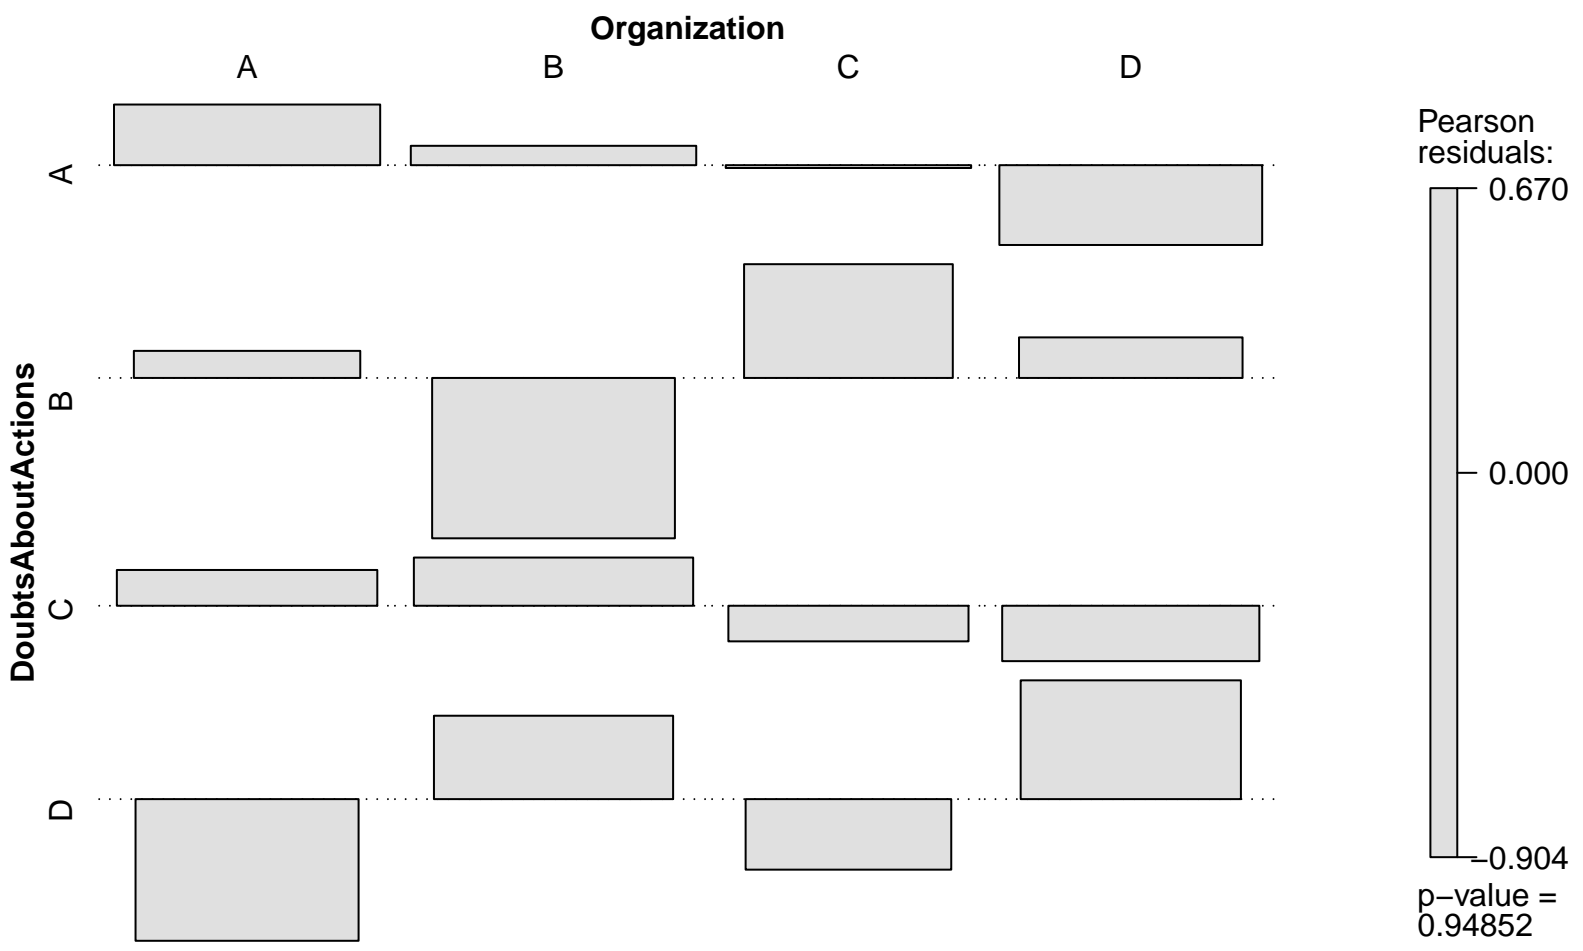 Organization
A B C D
DoubtsAboutActions
A
B
C
D
Pearson
residuals:
0.670
0.000
−0.904
p−value =
0.94852